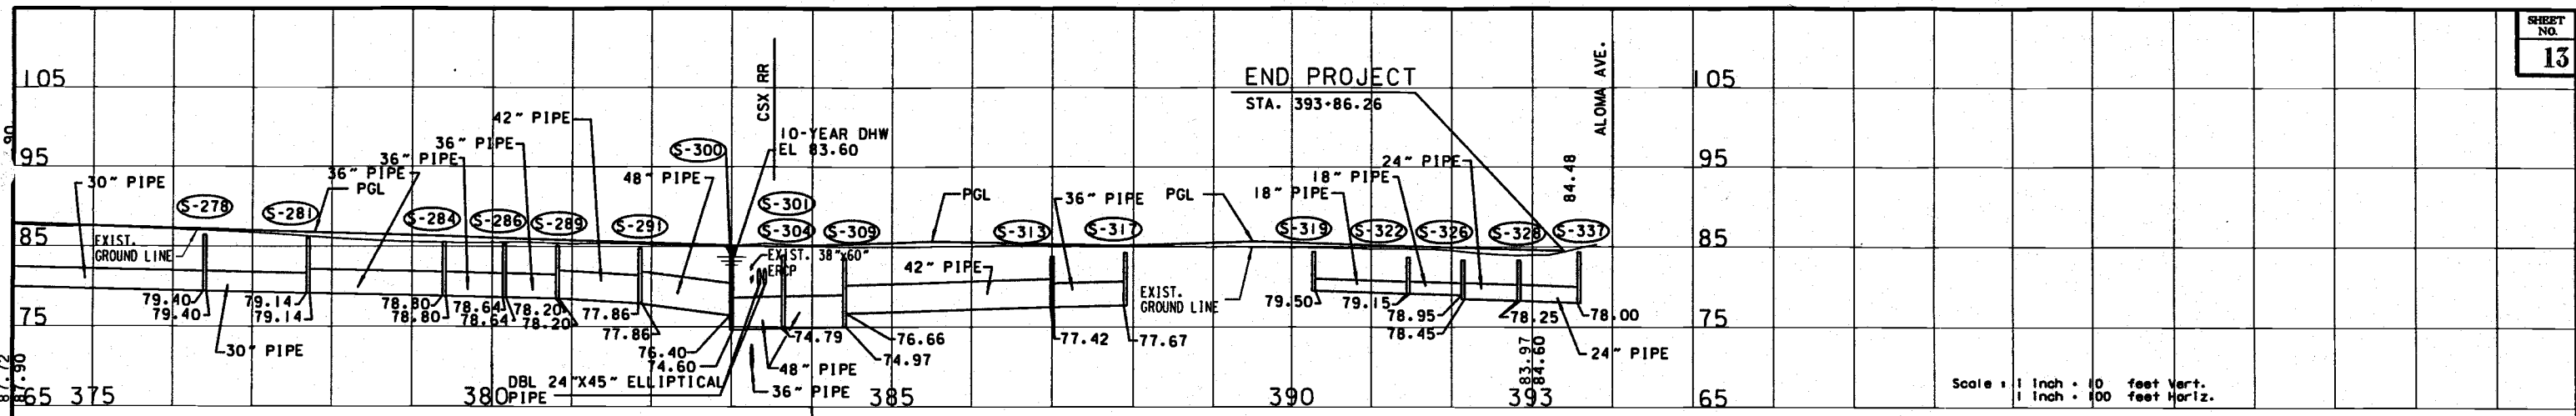 SHEET
NO.
13
105
95
85
75
65
90
87.72
87.90
375
380
385
390
393
105
95
85
75
65
CSX RR
ALOMA AVE.
END PROJECT
STA. 393+86.26
10-YEAR DHW
EL 83.60
42" PIPE
36" PIPE
36" PIPE
36" PIPE
PGL
30" PIPE
48" PIPE
S-300
S-278
S-281
S-284
S-286
S-289
S-291
S-301
S-304
S-309
PGL
S-313
36" PIPE
S-317
PGL
18" PIPE
18" PIPE
24" PIPE
S-319
S-322
S-326
S-328
S-337
84.48
EXIST.
GROUND LINE
EXIST. 38"x60"
ERCP
42" PIPE
EXIST.
GROUND LINE
79.40
79.40
79.14
79.14
78.80
78.80
78.64
78.64
78.20
78.20
77.86
77.86
76.40
74.60
74.79
76.66
74.97
77.42
77.67
79.50
79.15
78.95
78.45
78.25
78.00
30" PIPE
DBL 24"X45" ELLIPTICAL
PIPE
48" PIPE
36" PIPE
24" PIPE
83.97
84.60
Scale : 1 inch = 10 feet Vert.
1 inch = 100 feet Horiz.